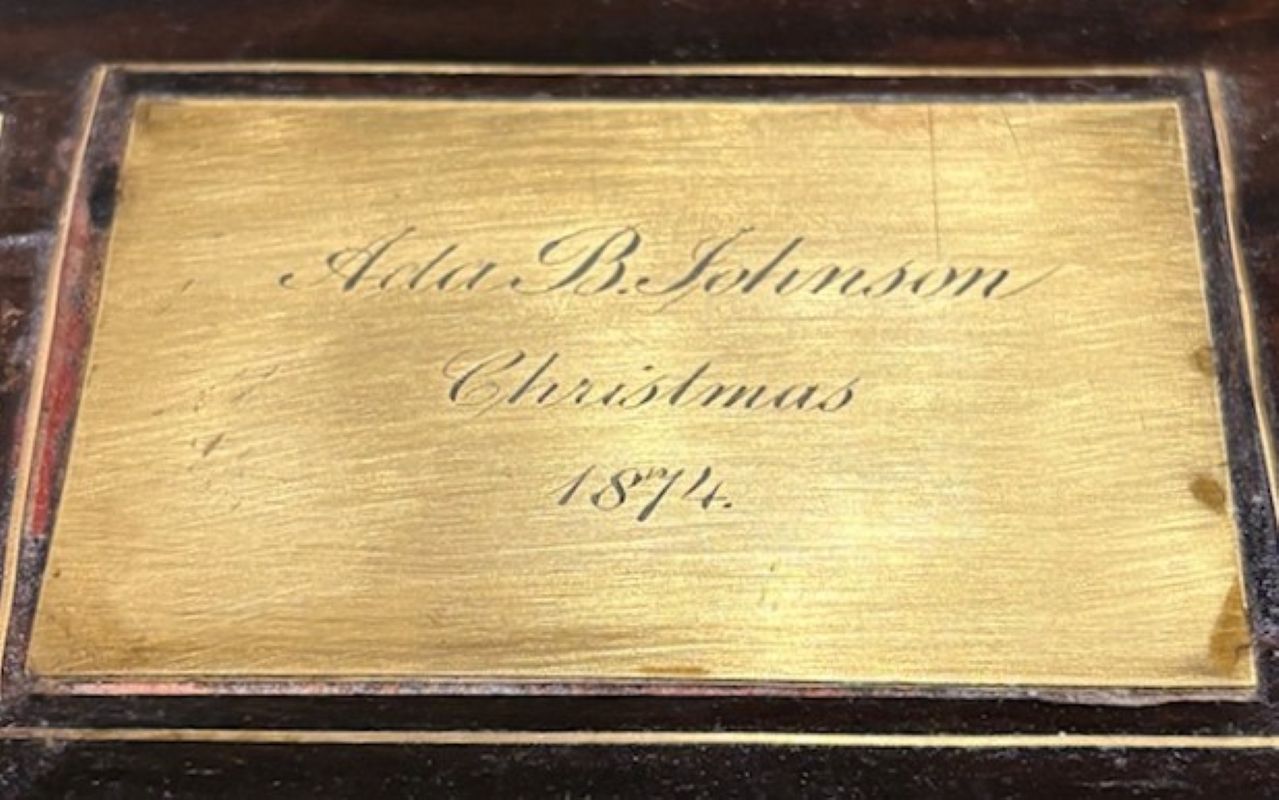 Ada B. Johnson
Christmas
1874.